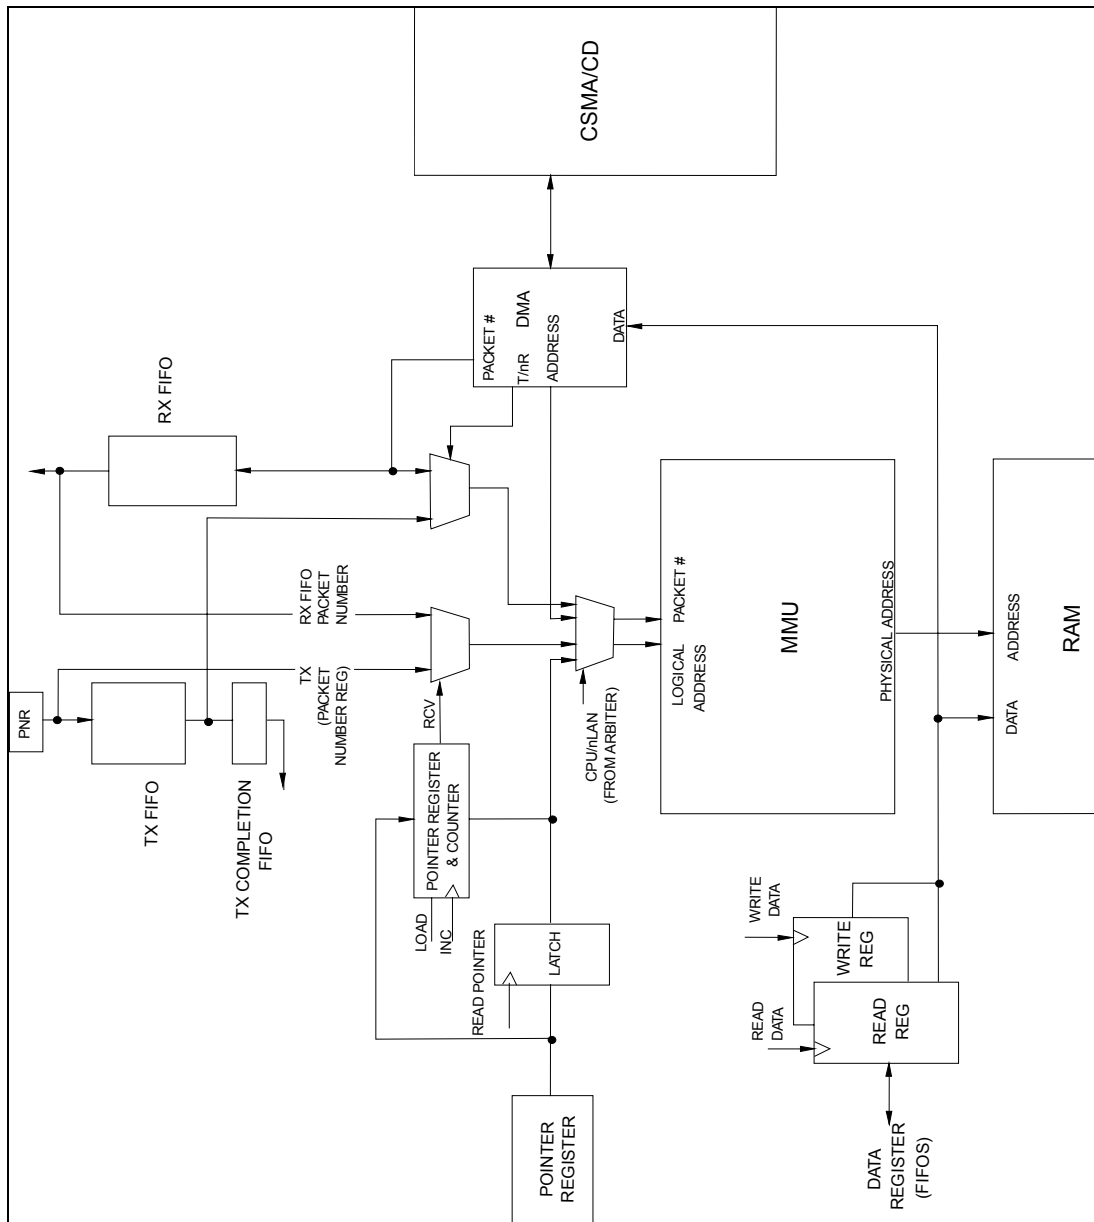 CSMA/CD
PACKET #
T/nR
DMA
ADDRESS
DATA
RX FIFO
RX FIFO
PACKET
NUMBER
TX
(PACKET
NUMBER REG)
PNR
TX FIFO
TX COMPLETION
FIFO
RCV
POINTER REGISTER
& COUNTER
LOAD
INC
CPU/nLAN
(FROM ARBITER)
PACKET #
LOGICAL
ADDRESS
MMU
PHYSICAL ADDRESS
ADDRESS
RAM
DATA
READ POINTER
LATCH
WRITE
DATA
WRITE
REG
READ
DATA
READ
REG
POINTER
REGISTER
DATA
REGISTER
(FIFOS)